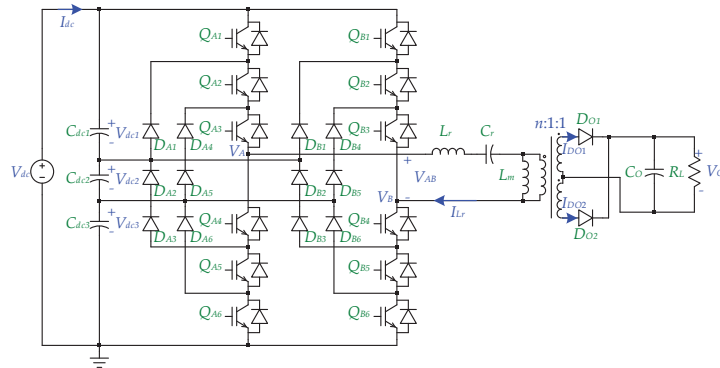 I_dc
Q_A1
Q_B1
Q_A2
Q_B2
Q_A3
Q_B3
C_dc1
+
-
V_dc1
D_A1
D_A4
D_B1
D_B4
V_A
L_r
C_r
n:1:1
D_O1
I_DO1
V_dc
+
-
C_dc2
+
-
V_dc2
D_A2
D_A5
D_B2
D_B5
+
V_AB
-
L_m
C_O
R_L
+
V_O
-
V_B
I_Lr
I_DO2
D_O2
C_dc3
+
-
V_dc3
D_A3
D_A6
D_B3
D_B6
Q_A4
Q_B4
Q_A5
Q_B5
Q_A6
Q_B6